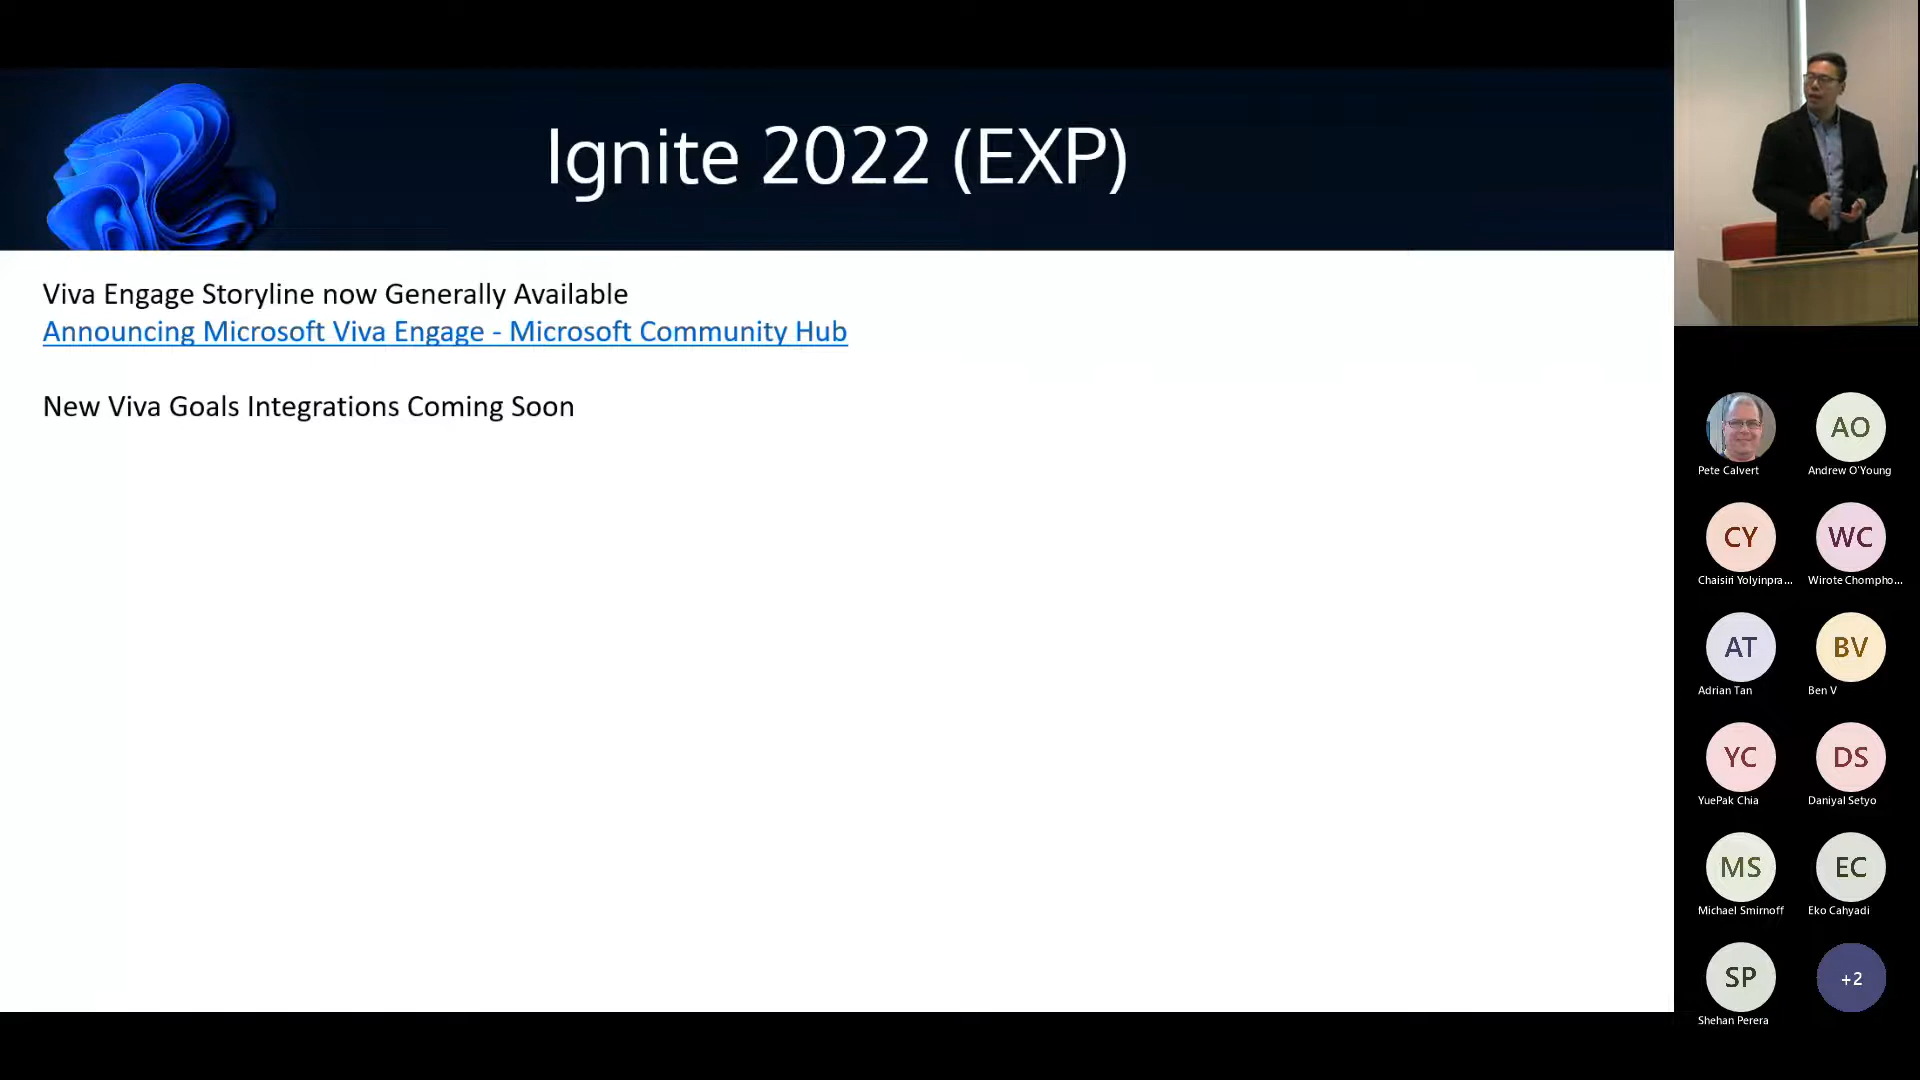 Ignite 2022 (EXP)
Viva Engage Storyline now Generally Available
Announcing Microsoft Viva Engage - Microsoft Community Hub
New Viva Goals Integrations Coming Soon
Pete Calvert
AO
Andrew O'Young
CY
Chaisiri Yolyinpra...
WC
Wirote Chompho...
AT
Adrian Tan
BV
Ben V
YC
YuePak Chia
DS
Daniyal Setyo
MS
Michael Smirnoff
EC
Eko Cahyadi
SP
Shehan Perera
+2